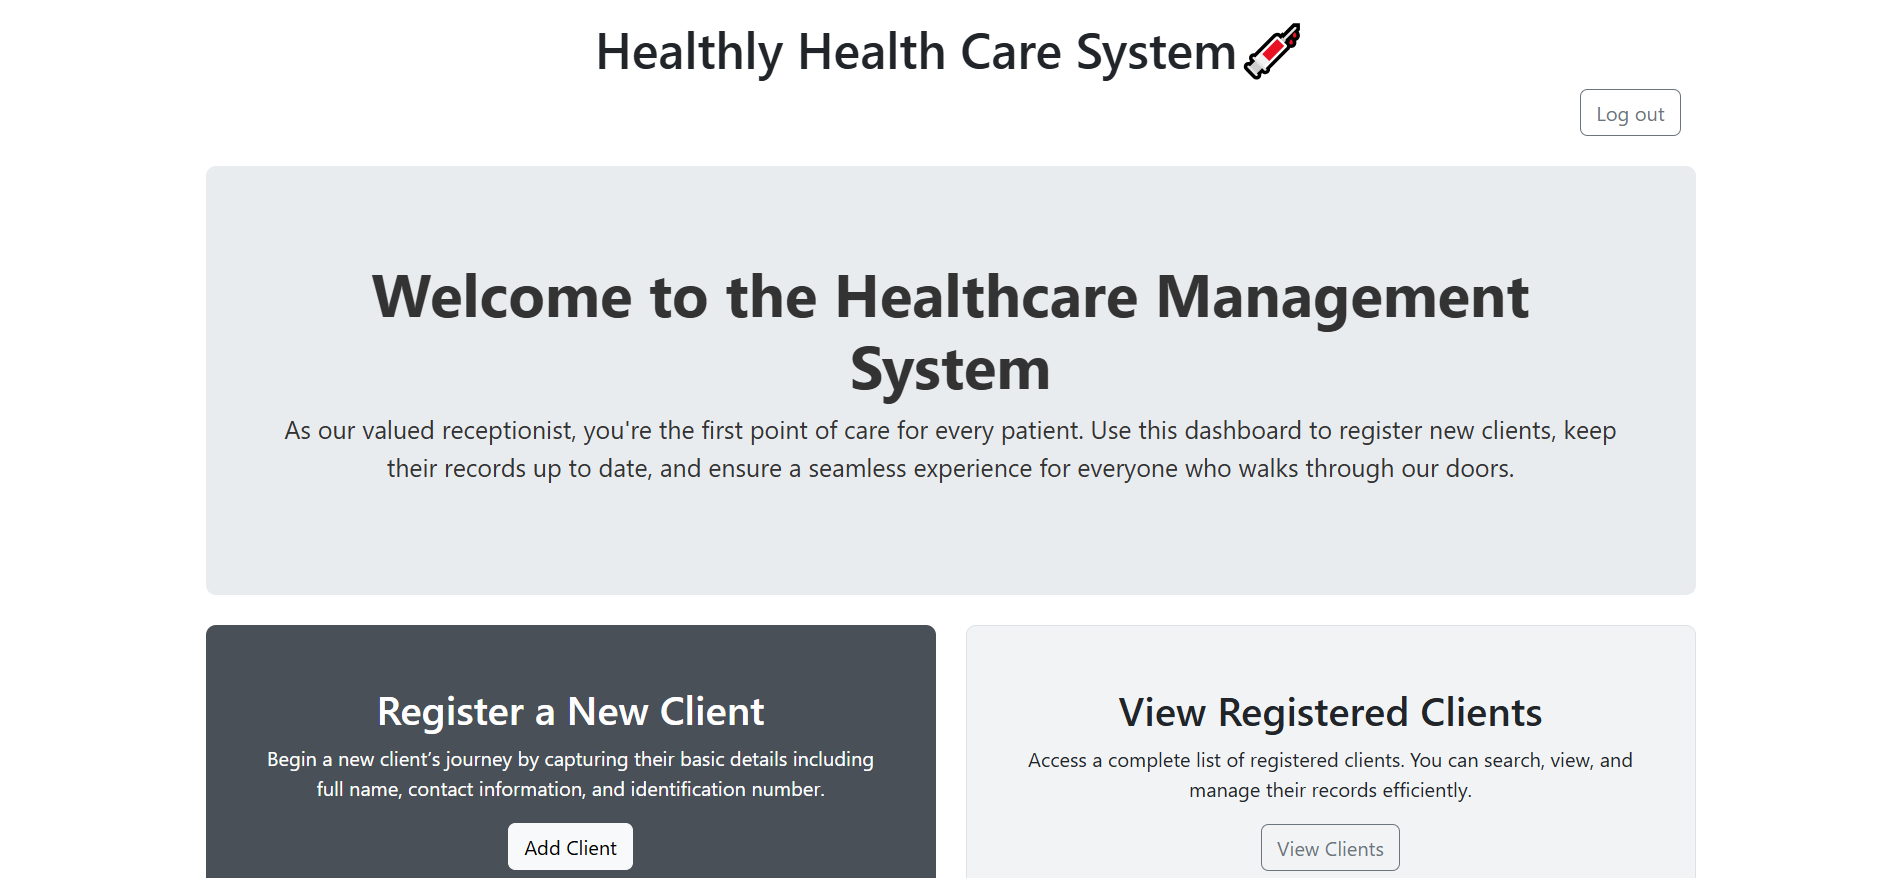 Healthly Health Care System
Log out
Welcome to the Healthcare Management
System
As our valued receptionist, you're the first point of care for every patient. Use this dashboard to register new clients, keep
their records up to date, and ensure a seamless experience for everyone who walks through our doors.
Register a New Client
Begin a new client’s journey by capturing their basic details including
full name, contact information, and identification number.
Add Client
View Registered Clients
Access a complete list of registered clients. You can search, view, and
manage their records efficiently.
View Clients